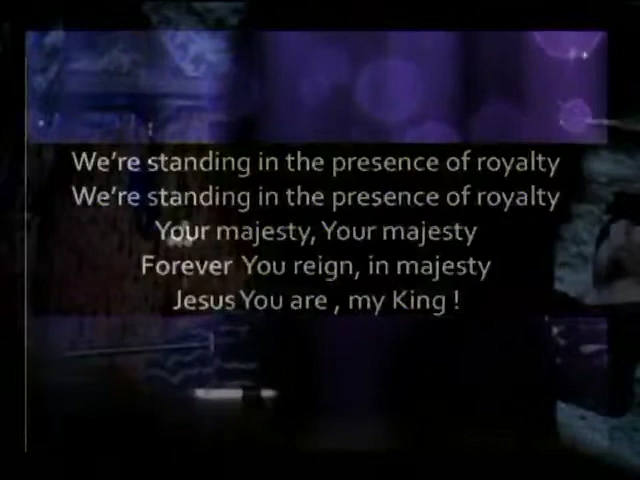 We're standing in the presence of royalty
We're standing in the presence of royalty
Your majesty, Your majesty
Forever You reign, in majesty
Jesus You are , my King !